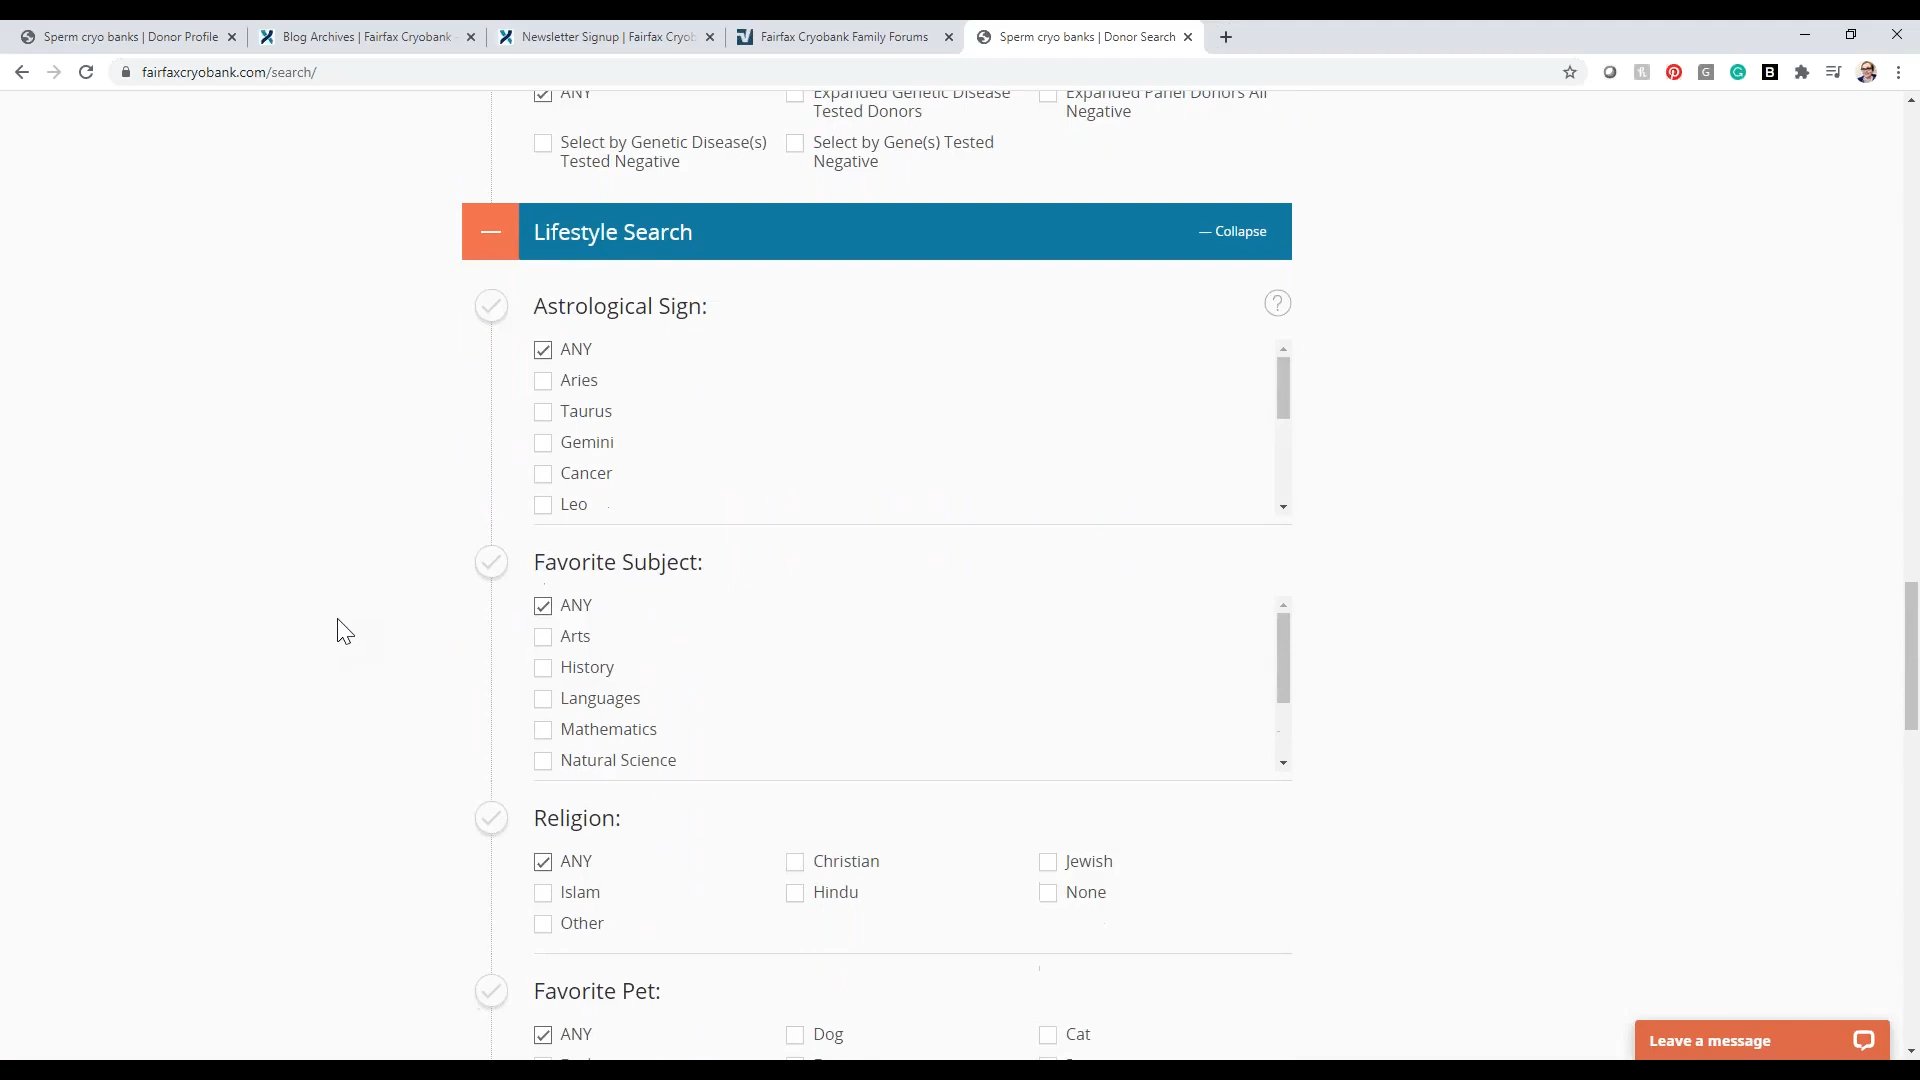 Sperm cryo banks | Donor Profile
Blog Archives | Fairfax Cryobank
Newsletter Signup | Fairfax Cryob
Fairfax Cryobank Family Forums
Sperm cryo banks | Donor Search
fairfaxcryobank.com/search/
ANY
Expanded Genetic Disease
Tested Donors
Expanded Panel Donors All
Negative
Select by Genetic Disease(s)
Tested Negative
Select by Gene(s) Tested
Negative
Lifestyle Search
— Collapse
Astrological Sign:
?
ANY
Aries
Taurus
Gemini
Cancer
Leo
Favorite Subject:
ANY
Arts
History
Languages
Mathematics
Natural Science
Religion:
ANY
Christian
Jewish
Islam
Hindu
None
Other
Favorite Pet:
ANY
Dog
Cat
Leave a message